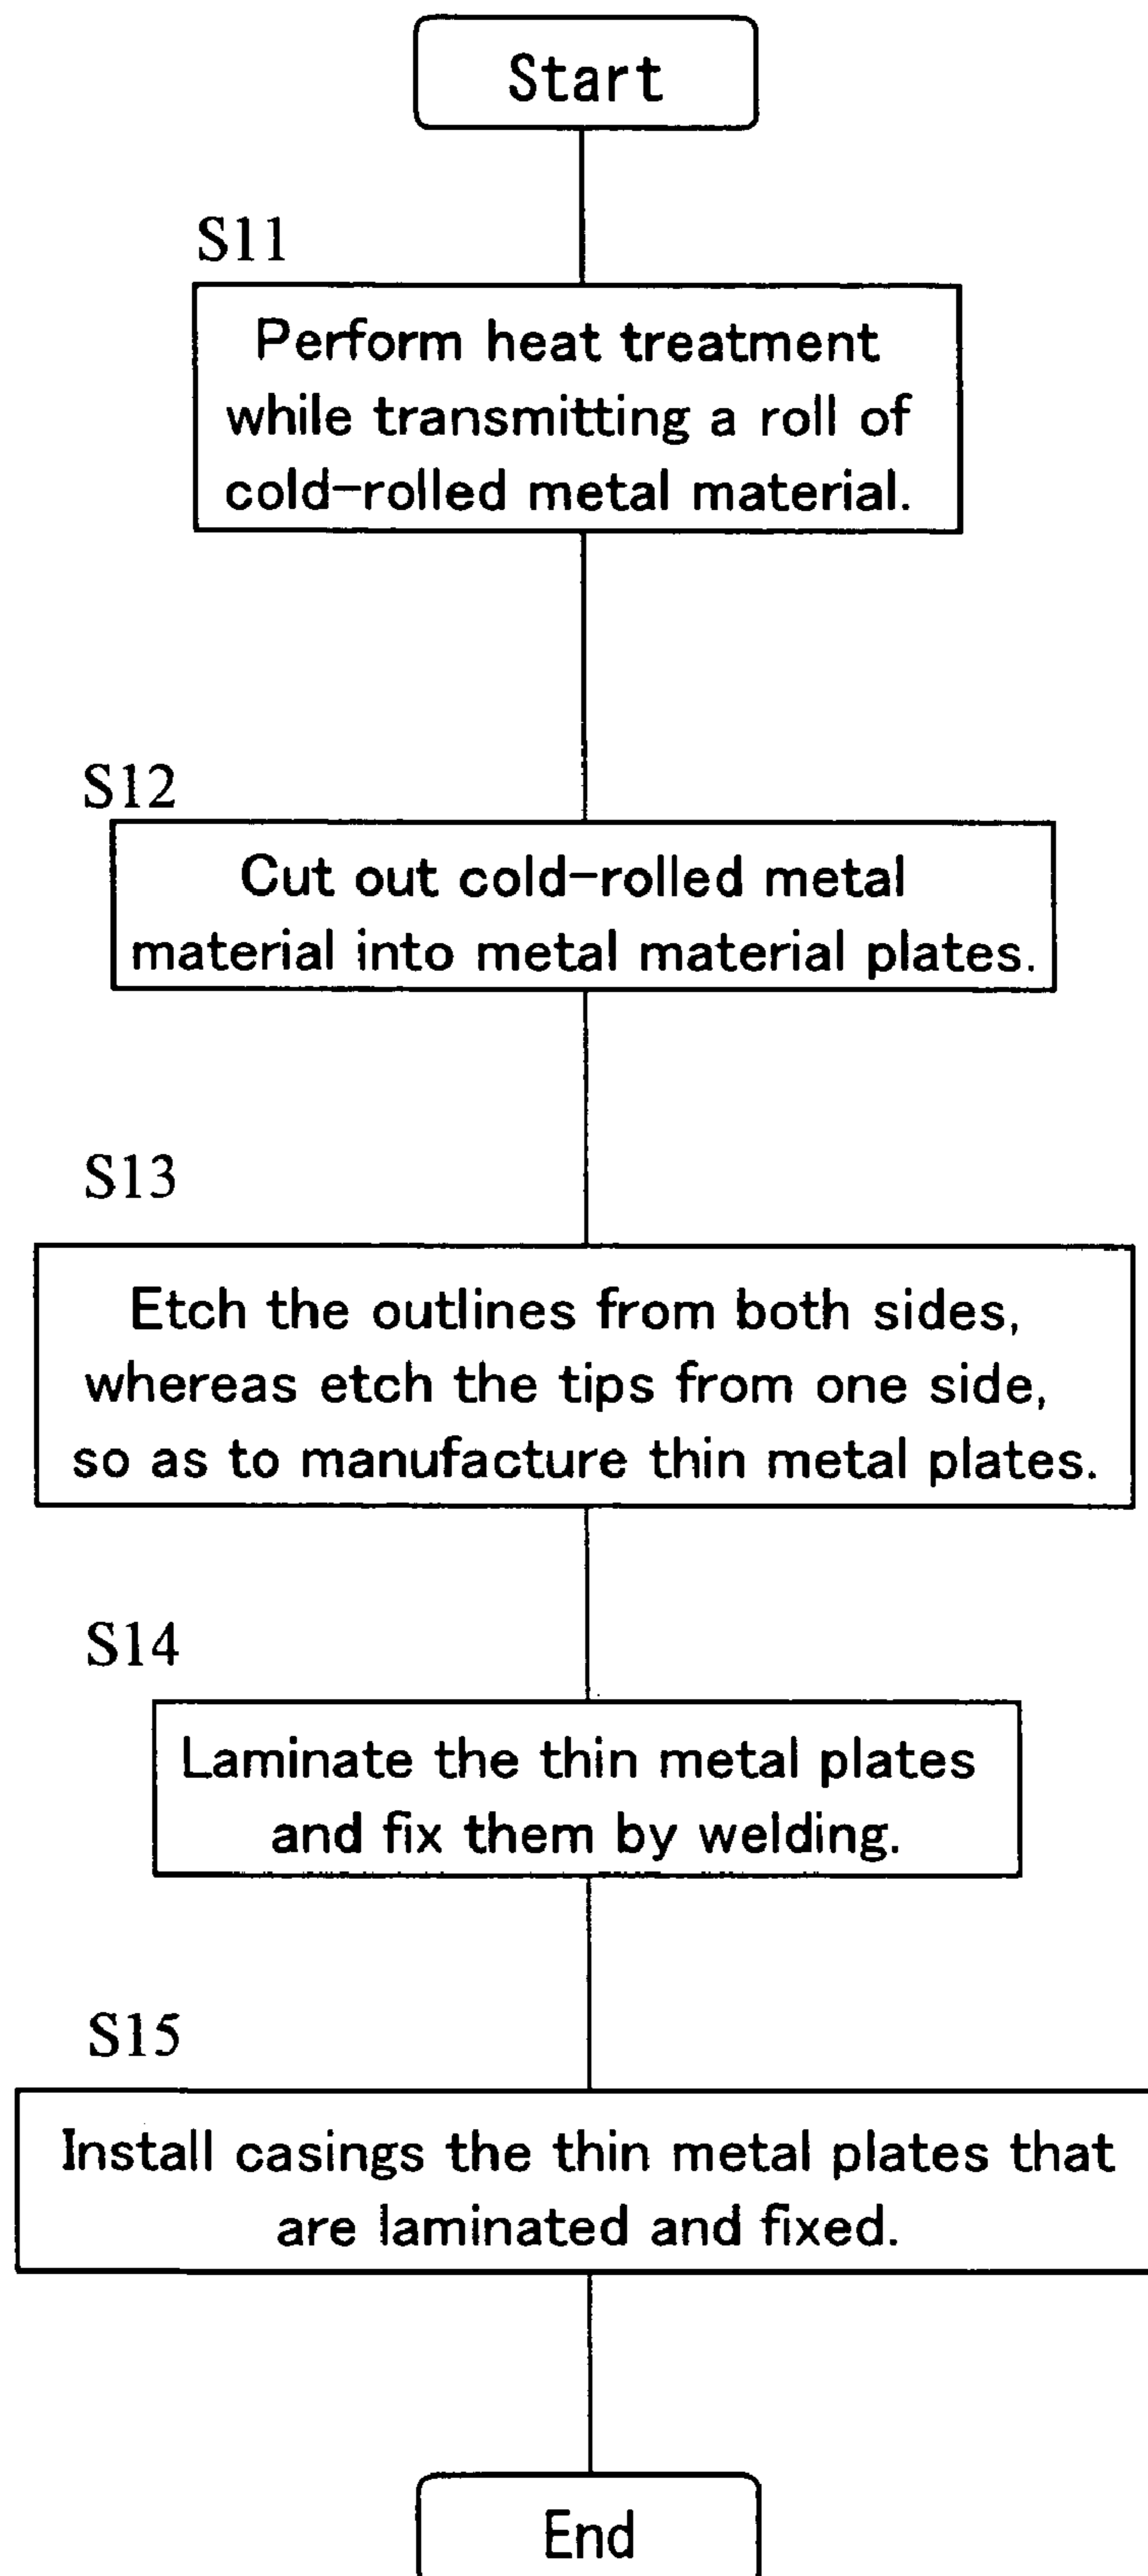 Start
S11
Perform heat treatment
while transmitting a roll of
cold-rolled metal material.
S12
Cut out cold-rolled metal
material into metal material plates.
S13
Etch the outlines from both sides,
whereas etch the tips from one side,
so as to manufacture thin metal plates.
S14
Laminate the thin metal plates
and fix them by welding.
S15
Install casings the thin metal plates that
are laminated and fixed.
End